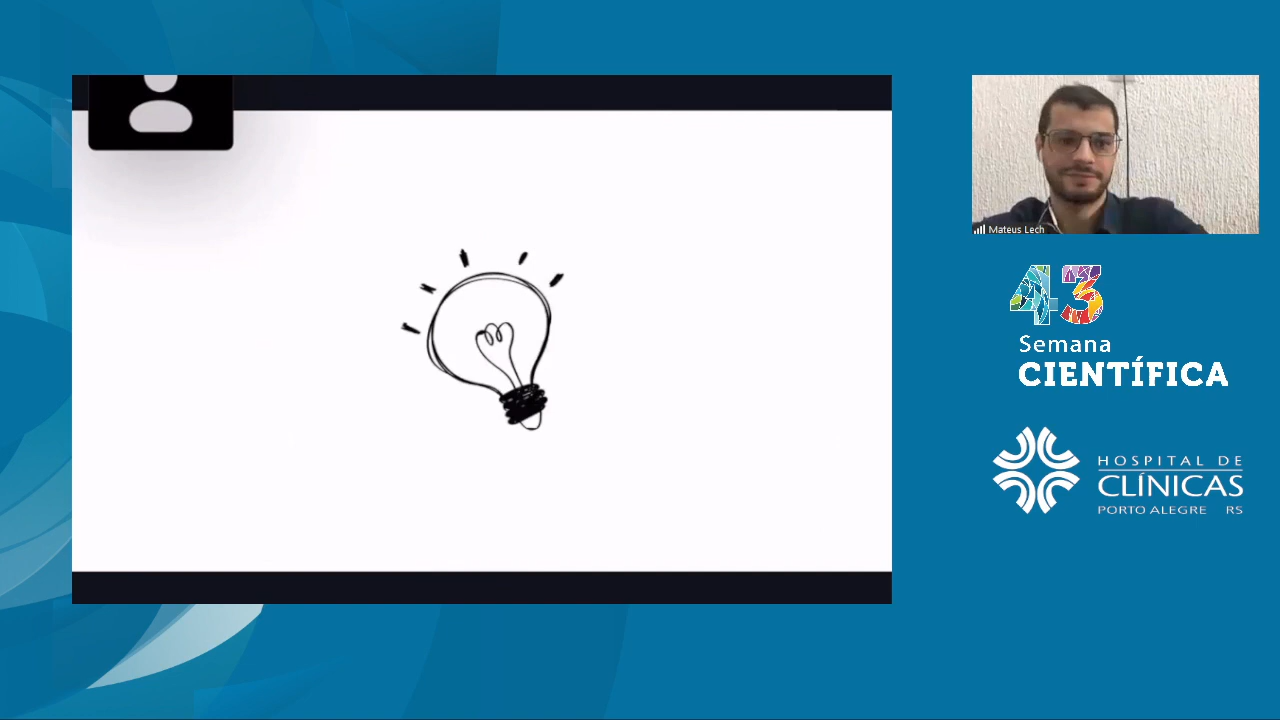 Mateus Lech
43
Semana
CIENTÍFICA
HOSPITAL DE
CLÍNICAS
PORTO ALEGRE RS